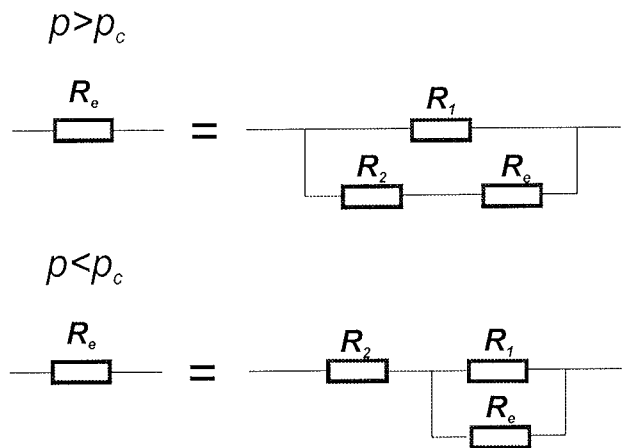 p>p_c
R_e = R_1
R_2 R_e
p<p_c
R_e = R_2 R_1
R_e